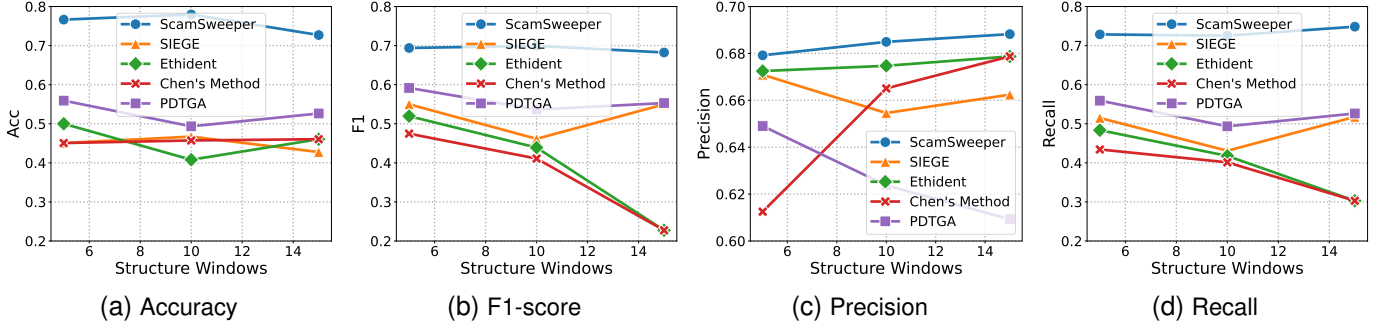 0.8
0.7
0.6
0.5
0.4
0.3
0.2
Acc
ScamSweeper
SIEGE
Ethident
Chen's Method
PDTGA
6 8 10 12 14
Structure Windows
(a) Accuracy
0.8
0.7
0.6
0.5
0.4
0.3
0.2
F1
ScamSweeper
SIEGE
Ethident
Chen's Method
PDTGA
6 8 10 12 14
Structure Windows
(b) F1-score
0.70
0.68
0.66
0.64
0.62
0.60
Precision
ScamSweeper
SIEGE
Ethident
Chen's Method
PDTGA
6 8 10 12 14
Structure Windows
(c) Precision
0.8
0.7
0.6
0.5
0.4
0.3
0.2
Recall
ScamSweeper
SIEGE
Ethident
Chen's Method
PDTGA
6 8 10 12 14
Structure Windows
(d) Recall